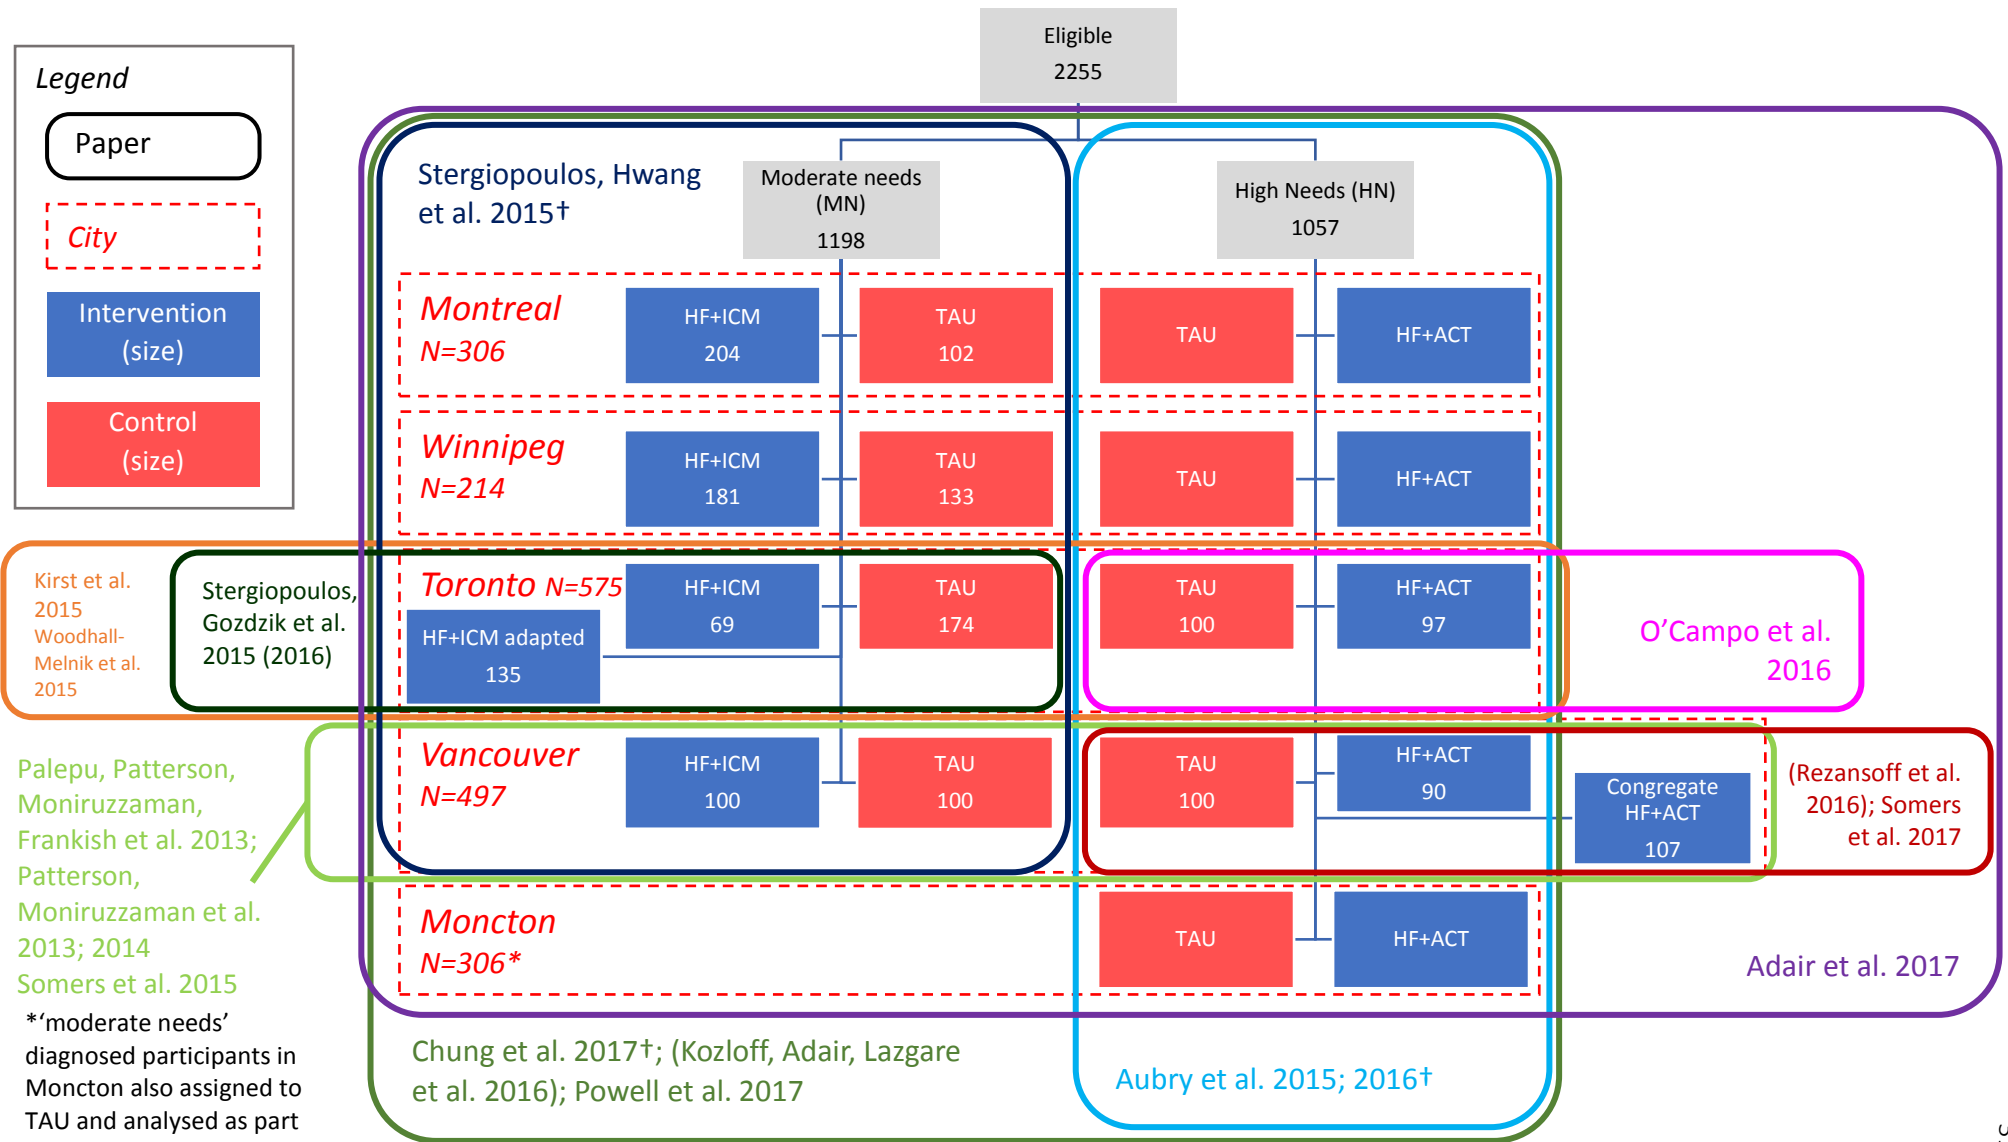 Eligible
2255
Legend
Paper
City
Intervention
(size)
Control
(size)
Stergiopoulos, Hwang
et al. 2015†
Moderate needs
(MN)
1198
High Needs (HN)
1057
Montreal
N=306
HF+ICM
204
TAU
102
TAU
HF+ACT
Winnipeg
N=214
HF+ICM
181
TAU
133
TAU
HF+ACT
Kirst et al.
2015
Woodhall-
Melnik et al.
2015
Stergiopoulos,
Gozdzik et al.
2015 (2016)
Toronto N=575
HF+ICM adapted
135
HF+ICM
69
TAU
174
TAU
100
HF+ACT
97
O'Campo et al.
2016
Palepu, Patterson,
Moniruzzaman,
Frankish et al. 2013;
Patterson,
Moniruzzaman et al.
2013; 2014
Somers et al. 2015
Vancouver
N=497
HF+ICM
100
TAU
100
TAU
100
HF+ACT
90
Congregate
HF+ACT
107
(Rezansoff et al.
2016); Somers
et al. 2017
Moncton
N=306*
TAU
HF+ACT
Adair et al. 2017
*‘moderate needs’
diagnosed participants in
Moncton also assigned to
TAU and analysed as part
Chung et al. 2017†; (Kozloff, Adair, Lazgare
et al. 2016); Powell et al. 2017
Aubry et al. 2015; 2016†